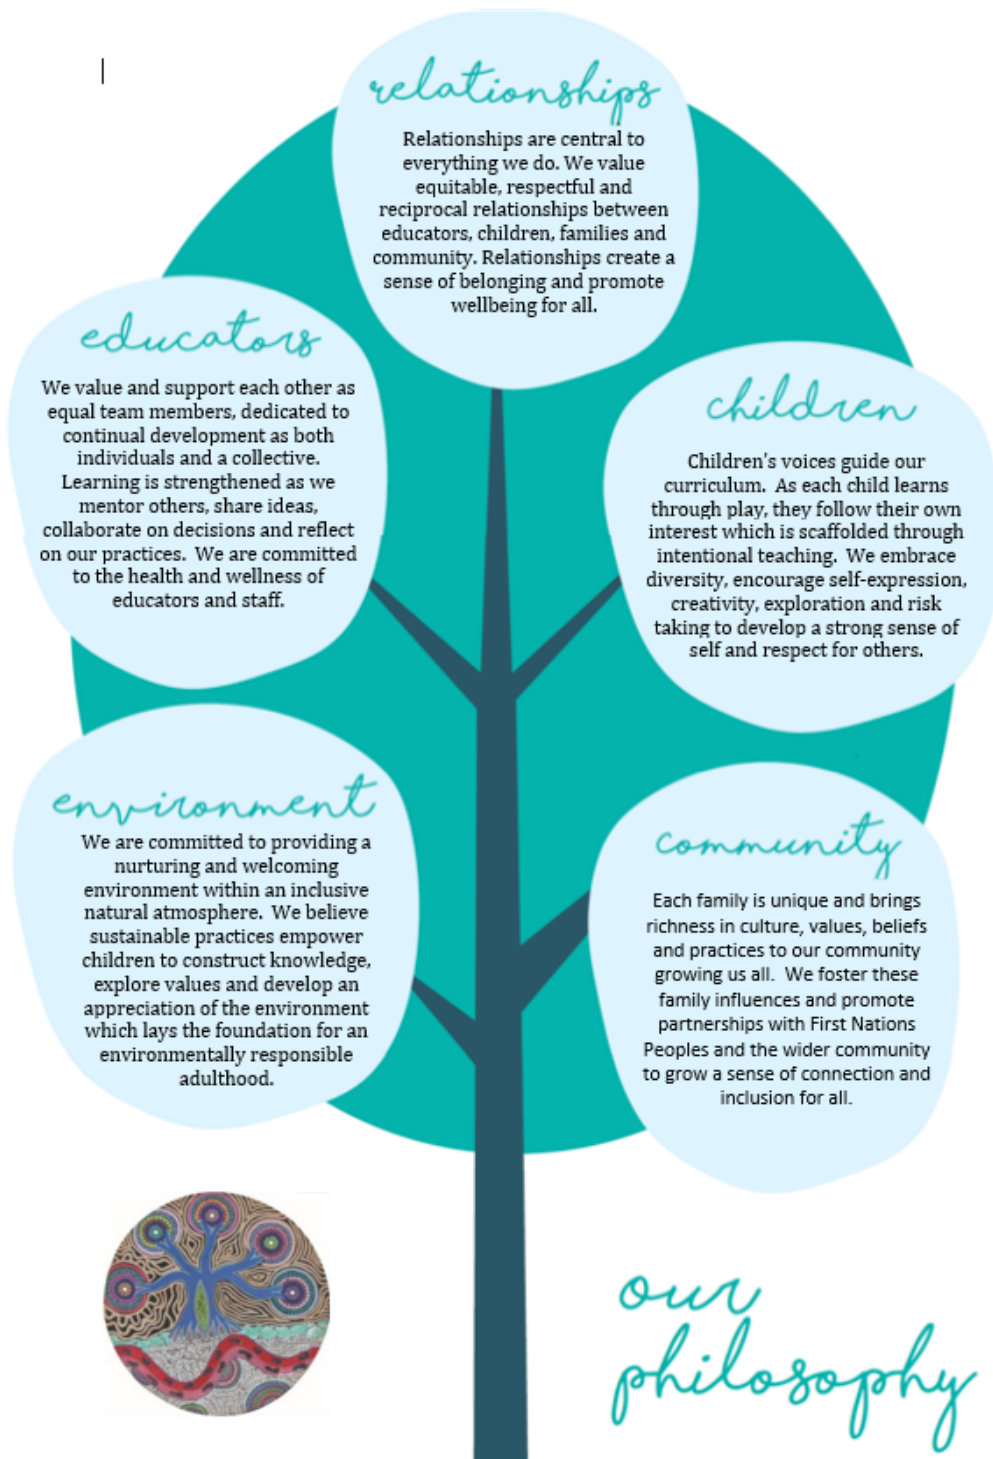 relationships
Relationships are central to
everything we do. We value
equitable, respectful and
reciprocal relationships between
educators, children, families and
community. Relationships create a
sense of belonging and promote
wellbeing for all.
educators
We value and support each other as
equal team members, dedicated to
continual development as both
individuals and a collective.
Learning is strengthened as we
mentor others, share ideas,
collaborate on decisions and reflect
on our practices. We are committed
to the health and wellness of
educators and staff.
children
Children's voices guide our
curriculum. As each child learns
through play, they follow their own
interest which is scaffolded through
intentional teaching. We embrace
diversity, encourage self-expression,
creativity, exploration and risk
taking to develop a strong sense of
self and respect for others.
environment
We are committed to providing a
nurturing and welcoming
environment within an inclusive
natural atmosphere. We believe
sustainable practices empower
children to construct knowledge,
explore values and develop an
appreciation of the environment
which lays the foundation for an
environmentally responsible
adulthood.
community
Each family is unique and brings
richness in culture, values, beliefs
and practices to our community
growing us all. We foster these
family influences and promote
partnerships with First Nations
Peoples and the wider community
to grow a sense of connection and
inclusion for all.
our
philosophy